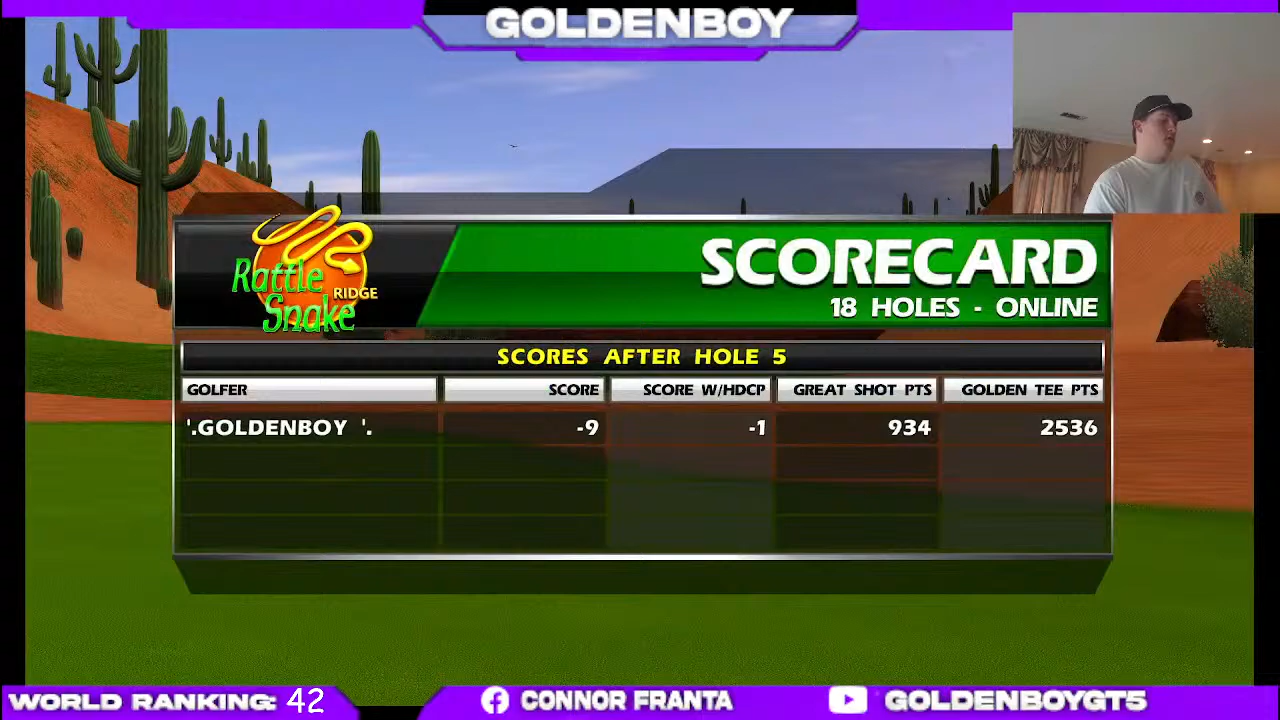 GOLDENBOY
Rattle
Snake
RIDGE
SCORECARD
18 HOLES - ONLINE
SCORES AFTER HOLE 5
GOLFER SCORE SCORE W/HDCP GREAT SHOT PTS GOLDEN TEE PTS
'.GOLDENBOY '. -9 -1 934 2536
WORLD RANKING: 42 CONNOR FRANTA GOLDENBOYGT5